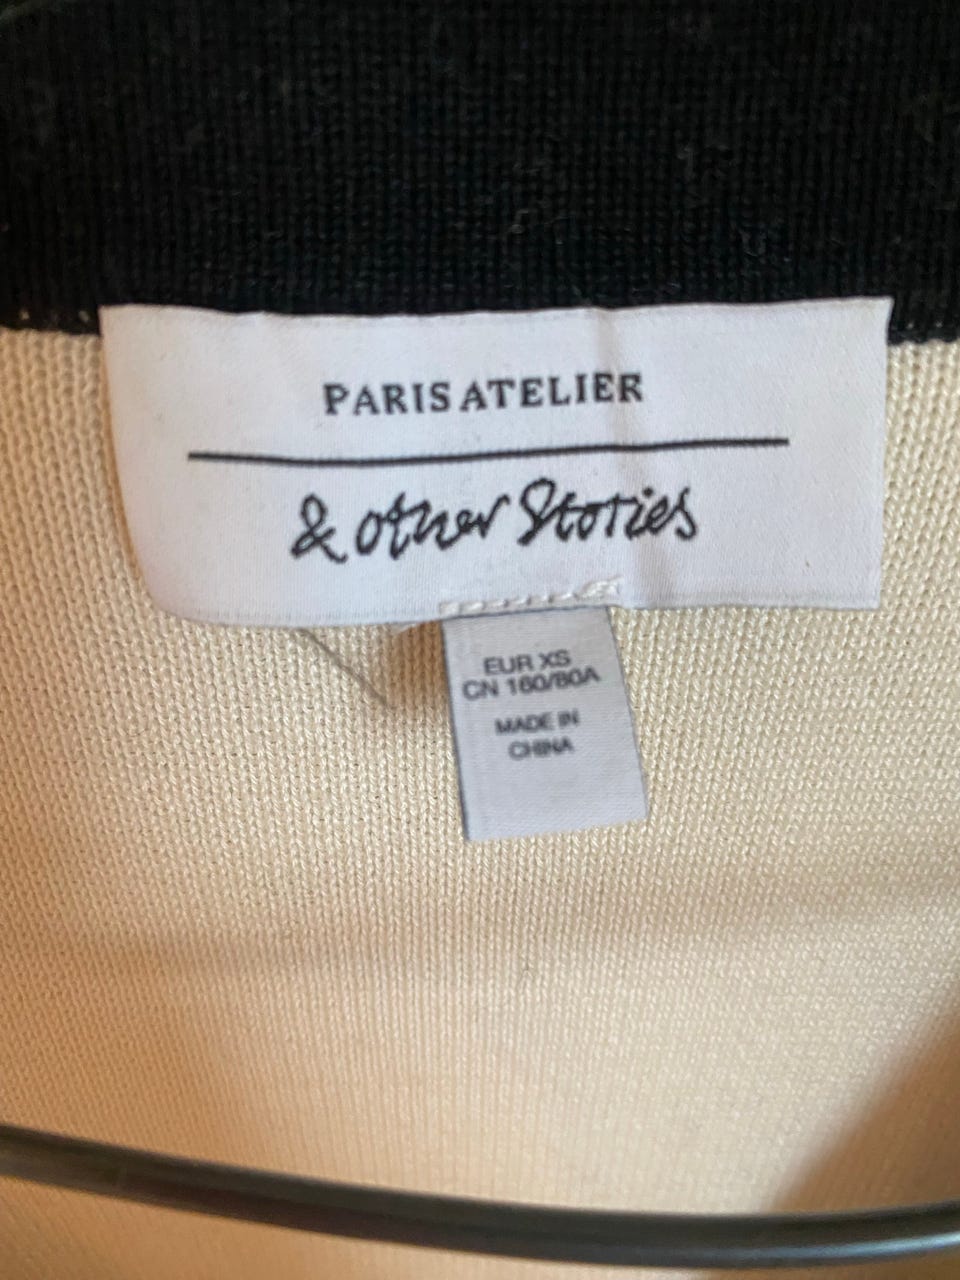 PARIS ATELIER
& other Stories
EUR XS
CN 160/80A
MADE IN
CHINA